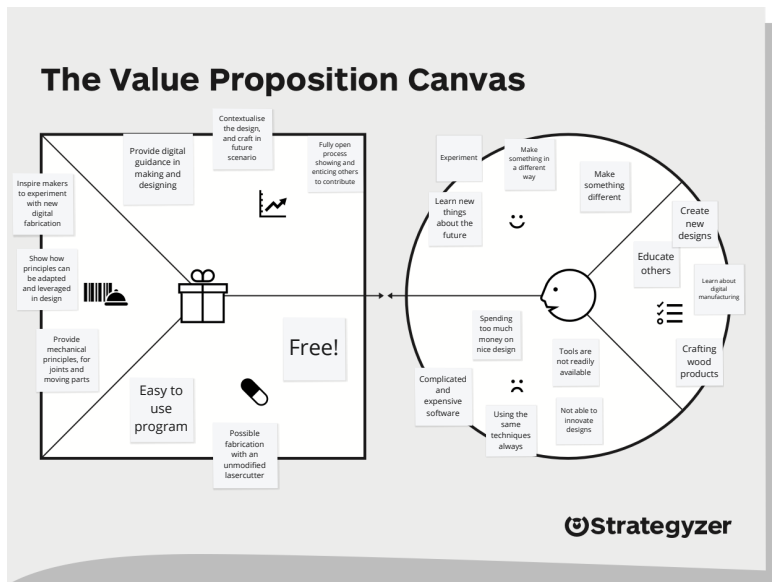 The Value Proposition Canvas
Contextualise
the design,
and craft in
future
scenario
Provide digital
guidance in
making and
designing
Fully open
process
showing and
enticing others
to contribute
Inspire makers
to experiment
with new
digital
fabrication
Show how
principles can
be adapted
and leveraged
in design
Provide
mechanical
principles, for
joints and
moving parts
Free!
Easy to
use
program
Possible
fabrication
with an
unmodified
lasercutter
Experiment
Make
something in
a different
way
Make
something
different
Learn new
things
about the
future
Create
new
designs
Educate
others
Learn about
digital
manufacturing
Crafting
wood
products
Spending
too much
money on
nice design
Tools are
not readily
available
Complicated
and
expensive
software
Using the
same
techniques
always
Not able to
innovate
designs
Strategyzer